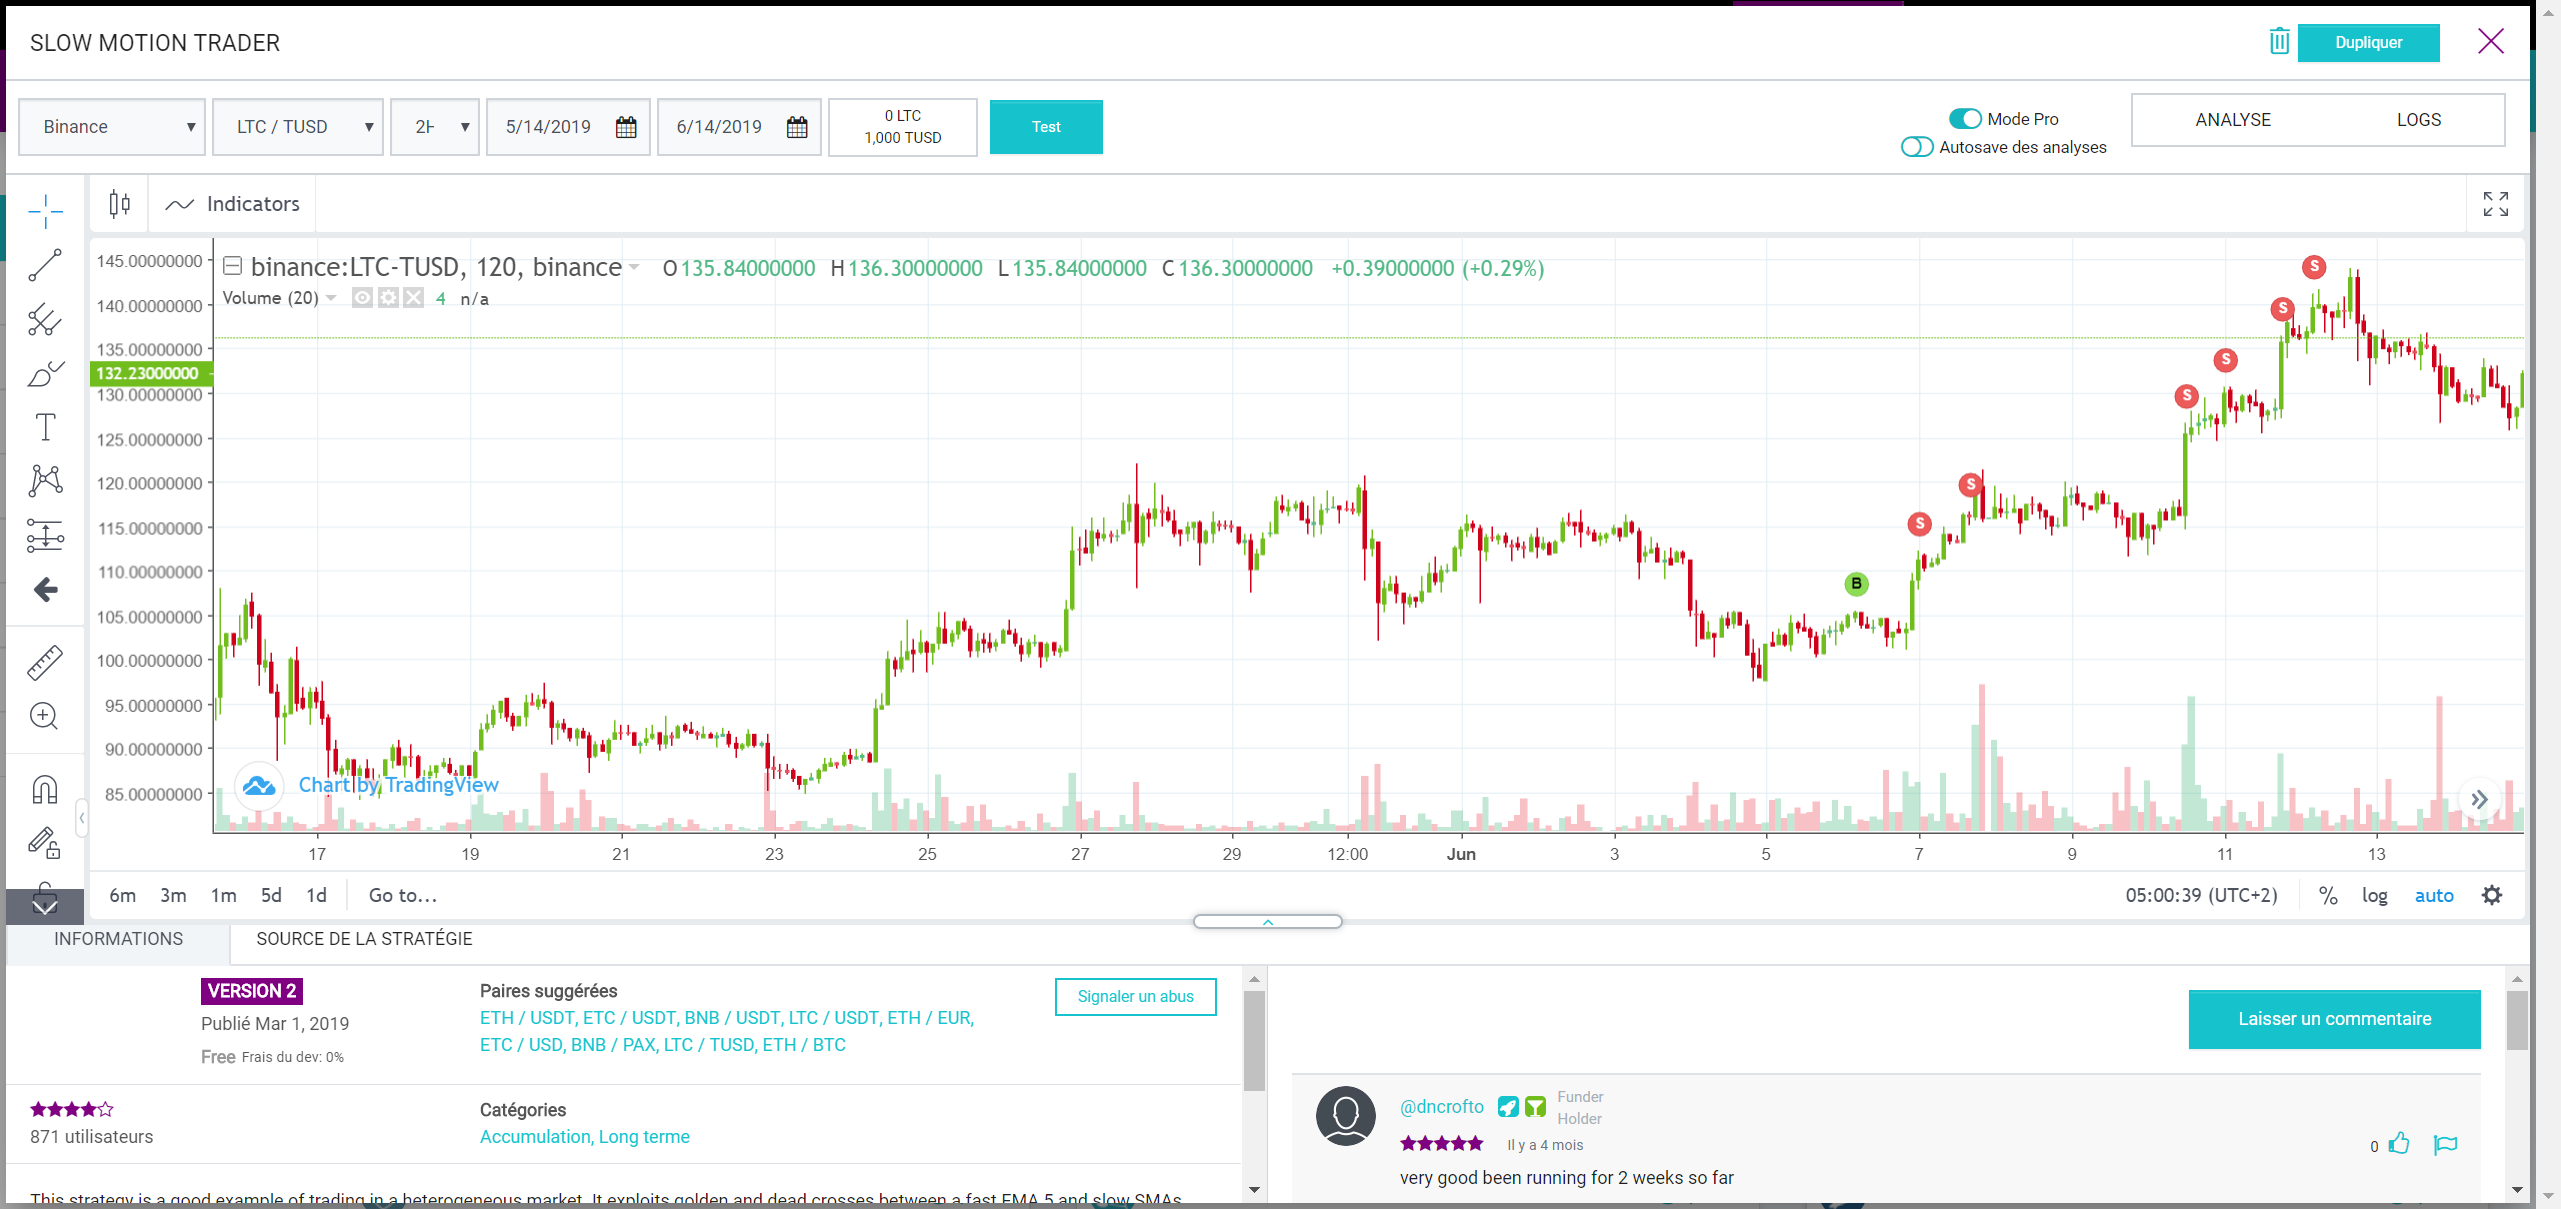 SLOW MOTION TRADER
Dupliquer
Binance
LTC / TUSD
5/14/2019
6/14/2019
0 LTC
1,000 TUSD
Test
Mode Pro
Autosave des analyses
ANALYSE
LOGS
Indicators
binance:LTC-TUSD, 120, binance O 135.84000000 H 136.30000000 L 135.84000000 C 136.30000000 +0.39000000 (+0.29%)
Volume (20) 4 n/a
145.00000000
140.00000000
135.00000000
132.23000000
130.00000000
125.00000000
120.00000000
115.00000000
110.00000000
105.00000000
100.00000000
95.00000000
90.00000000
85.00000000
S
S
S
S
S
S
B
Chart by TradingView
17 19 21 23 25 27 29 12:00 Jun 3 5 7 9 11 13
6m 3m 1m 5d 1d Go to...
05:00:39 (UTC+2) % log auto
INFORMATIONS
SOURCE DE LA STRATÉGIE
VERSION 2
Publié Mar 1, 2019
Free Frais du dev: 0%
Paires suggérées
ETH / USDT, ETC / USDT, BNB / USDT, LTC / USDT, ETH / EUR,
ETC / USD, BNB / PAX, LTC / TUSD, ETH / BTC
Signaler un abus
871 utilisateurs
Catégories
Accumulation, Long terme
This strategy is a good example of trading in a heterogeneous market. It exploits golden and dead crosses between a fast EMA 5 and slow SMAs
Laisser un commentaire
@dncrofto
Funder
Holder
Il y a 4 mois
0
very good been running for 2 weeks so far